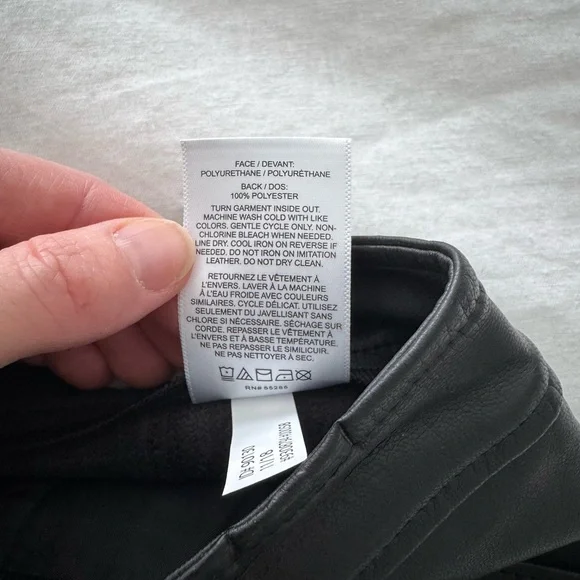 FACE / DEVANT:
POLYURETHANE / POLYURÉTHANE
BACK / DOS:
100% POLYESTER
TURN GARMENT INSIDE OUT.
MACHINE WASH COLD WITH LIKE
COLORS. GENTLE CYCLE ONLY. NON-
CHLORINE BLEACH WHEN NEEDED.
LINE DRY. COOL IRON ON REVERSE IF
NEEDED. DO NOT IRON ON IMITATION
LEATHER. DO NOT DRY CLEAN.
RETOURNEZ LE VÊTEMENT À
L'ENVERS. LAVER À LA MACHINE
À L'EAU FROIDE AVEC COULEURS
SIMILAIRES. CYCLE DÉLICAT. UTILISEZ
SEULEMENT DU JAVELLISANT SANS
CHLORE SI NÉCESSAIRE. SÉCHAGE SUR
CORDE. REPASSER LE VÊTEMENT À
L'ENVERS ET À BASSE TEMPÉRATURE.
NE PAS REPASSER LE SIMILICUIR.
NE PAS NETTOYER À SEC.
RN# 85285
11/18